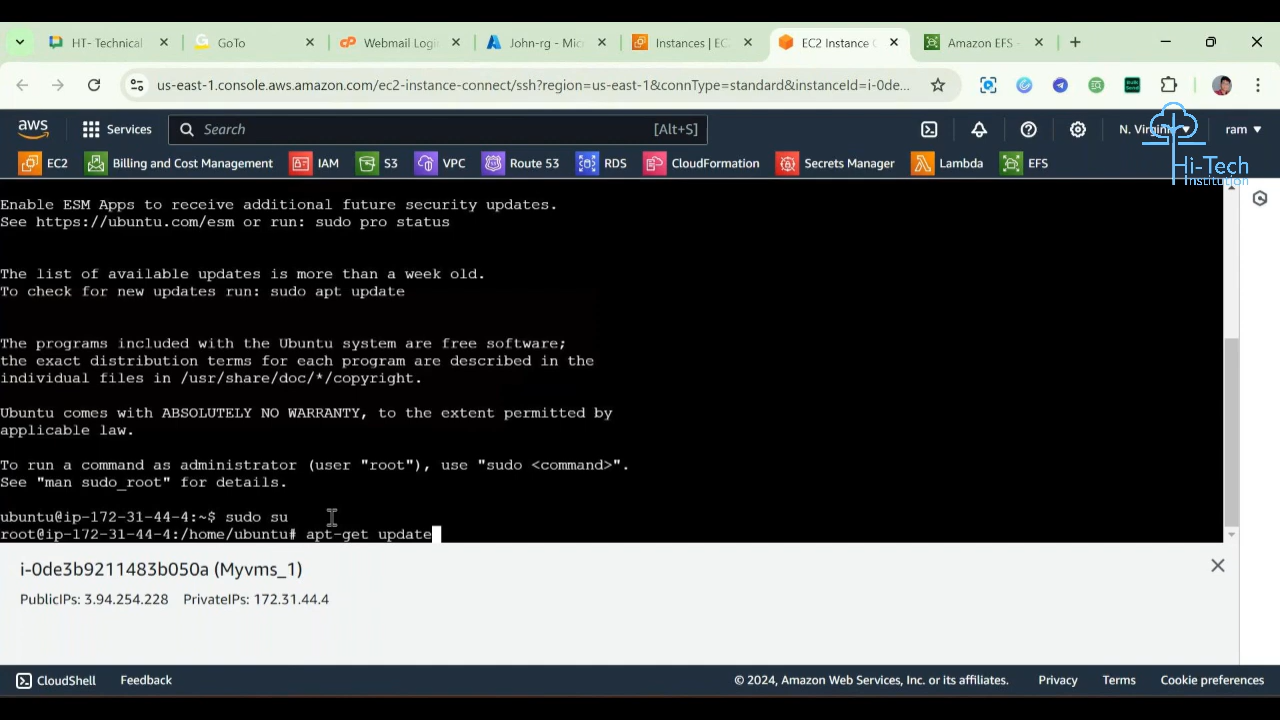 HT- Technical
GoTo
Webmail Logi
John-rg - Mic
Instances | EC
EC2 Instance C
Amazon EFS -
us-east-1.console.aws.amazon.com/ec2-instance-connect/ssh?region=us-east-1&connType=standard&instanceId=i-0de...
aws
Services
Search
[Alt+S]
N. Virginia
ram
EC2
Billing and Cost Management
IAM
S3
VPC
Route 53
RDS
CloudFormation
Secrets Manager
Lambda
EFS
Hi-Tech
Institution
Enable ESM Apps to receive additional future security updates.
See https://ubuntu.com/esm or run: sudo pro status
The list of available updates is more than a week old.
To check for new updates run: sudo apt update
The programs included with the Ubuntu system are free software;
the exact distribution terms for each program are described in the
individual files in /usr/share/doc/*/copyright.
Ubuntu comes with ABSOLUTELY NO WARRANTY, to the extent permitted by
applicable law.
To run a command as administrator (user "root"), use "sudo <command>".
See "man sudo_root" for details.
ubuntu@ip-172-31-44-4:~$ sudo su
root@ip-172-31-44-4:/home/ubuntu# apt-get update
i-0de3b9211483b050a (Myvms_1)
PublicIPs: 3.94.254.228 PrivateIPs: 172.31.44.4
CloudShell
Feedback
© 2024, Amazon Web Services, Inc. or its affiliates.
Privacy
Terms
Cookie preferences